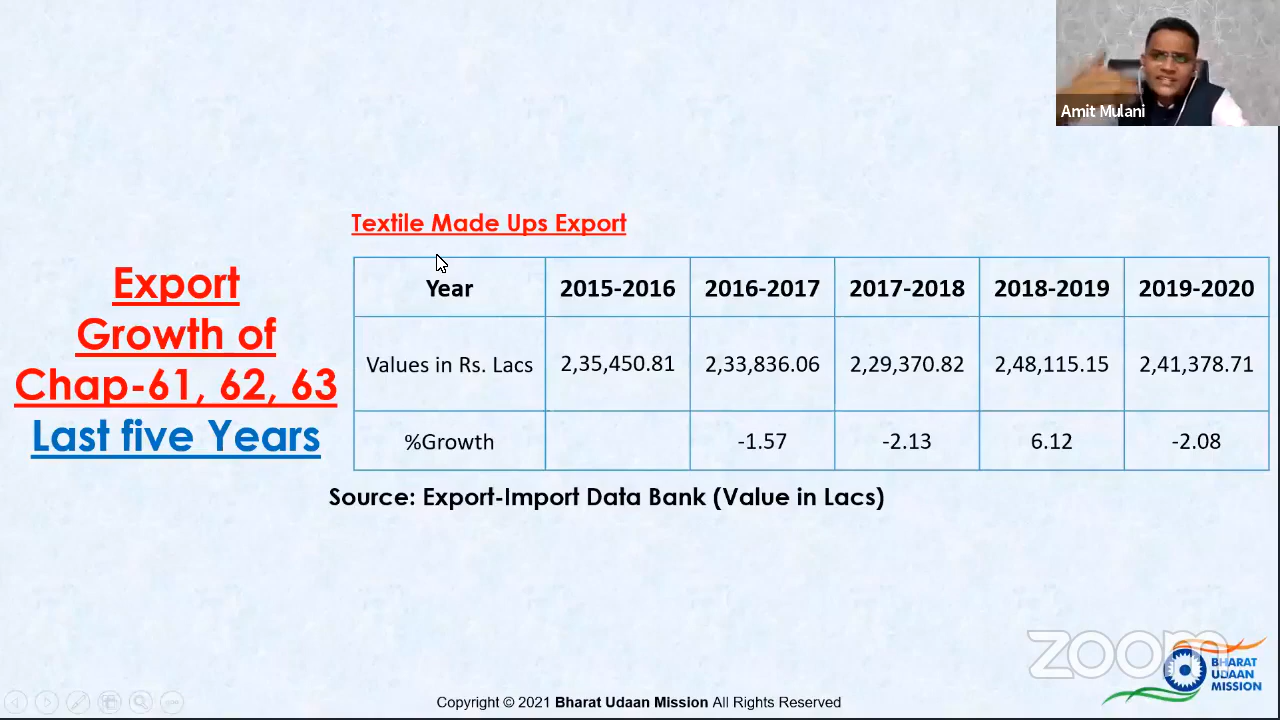 Amit Mulani
Textile Made Ups Export
Export
Growth of
Chap-61, 62, 63
Last five Years
Year 2015-2016 2016-2017 2017-2018 2018-2019 2019-2020
Values in Rs. Lacs 2,35,450.81 2,33,836.06 2,29,370.82 2,48,115.15 2,41,378.71
%Growth -1.57 -2.13 6.12 -2.08
Source: Export-Import Data Bank (Value in Lacs)
zoom
BHARAT
UDAAN
MISSION
Copyright © 2021 Bharat Udaan Mission All Rights Reserved